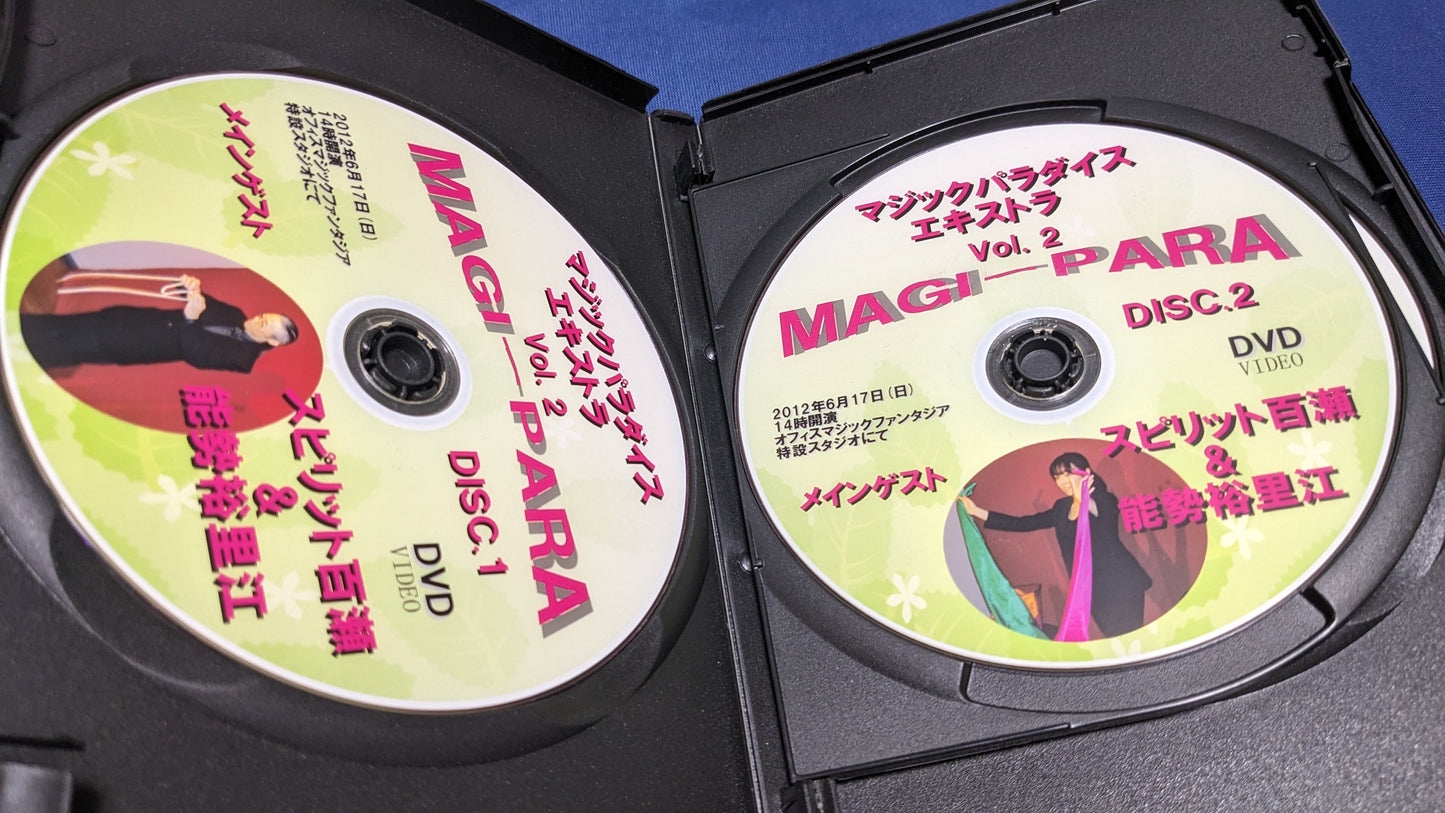 マジックパラダイス
エキストラ
Vol. 2
MAGI—PARA
DISC.1
DVD
VIDEO
2012年6月17日(日)
14時開演
オフィスマジックファンタジア
特設スタジオにて
メインゲスト
スピリット百瀬
&
能勢裕里江
マジックパラダイス
エキストラ
Vol. 2
MAGI—PARA
DISC.2
DVD
VIDEO
2012年6月17日(日)
14時開演
オフィスマジックファンタジア
特設スタジオにて
メインゲスト
スピリット百瀬
&
能勢裕里江